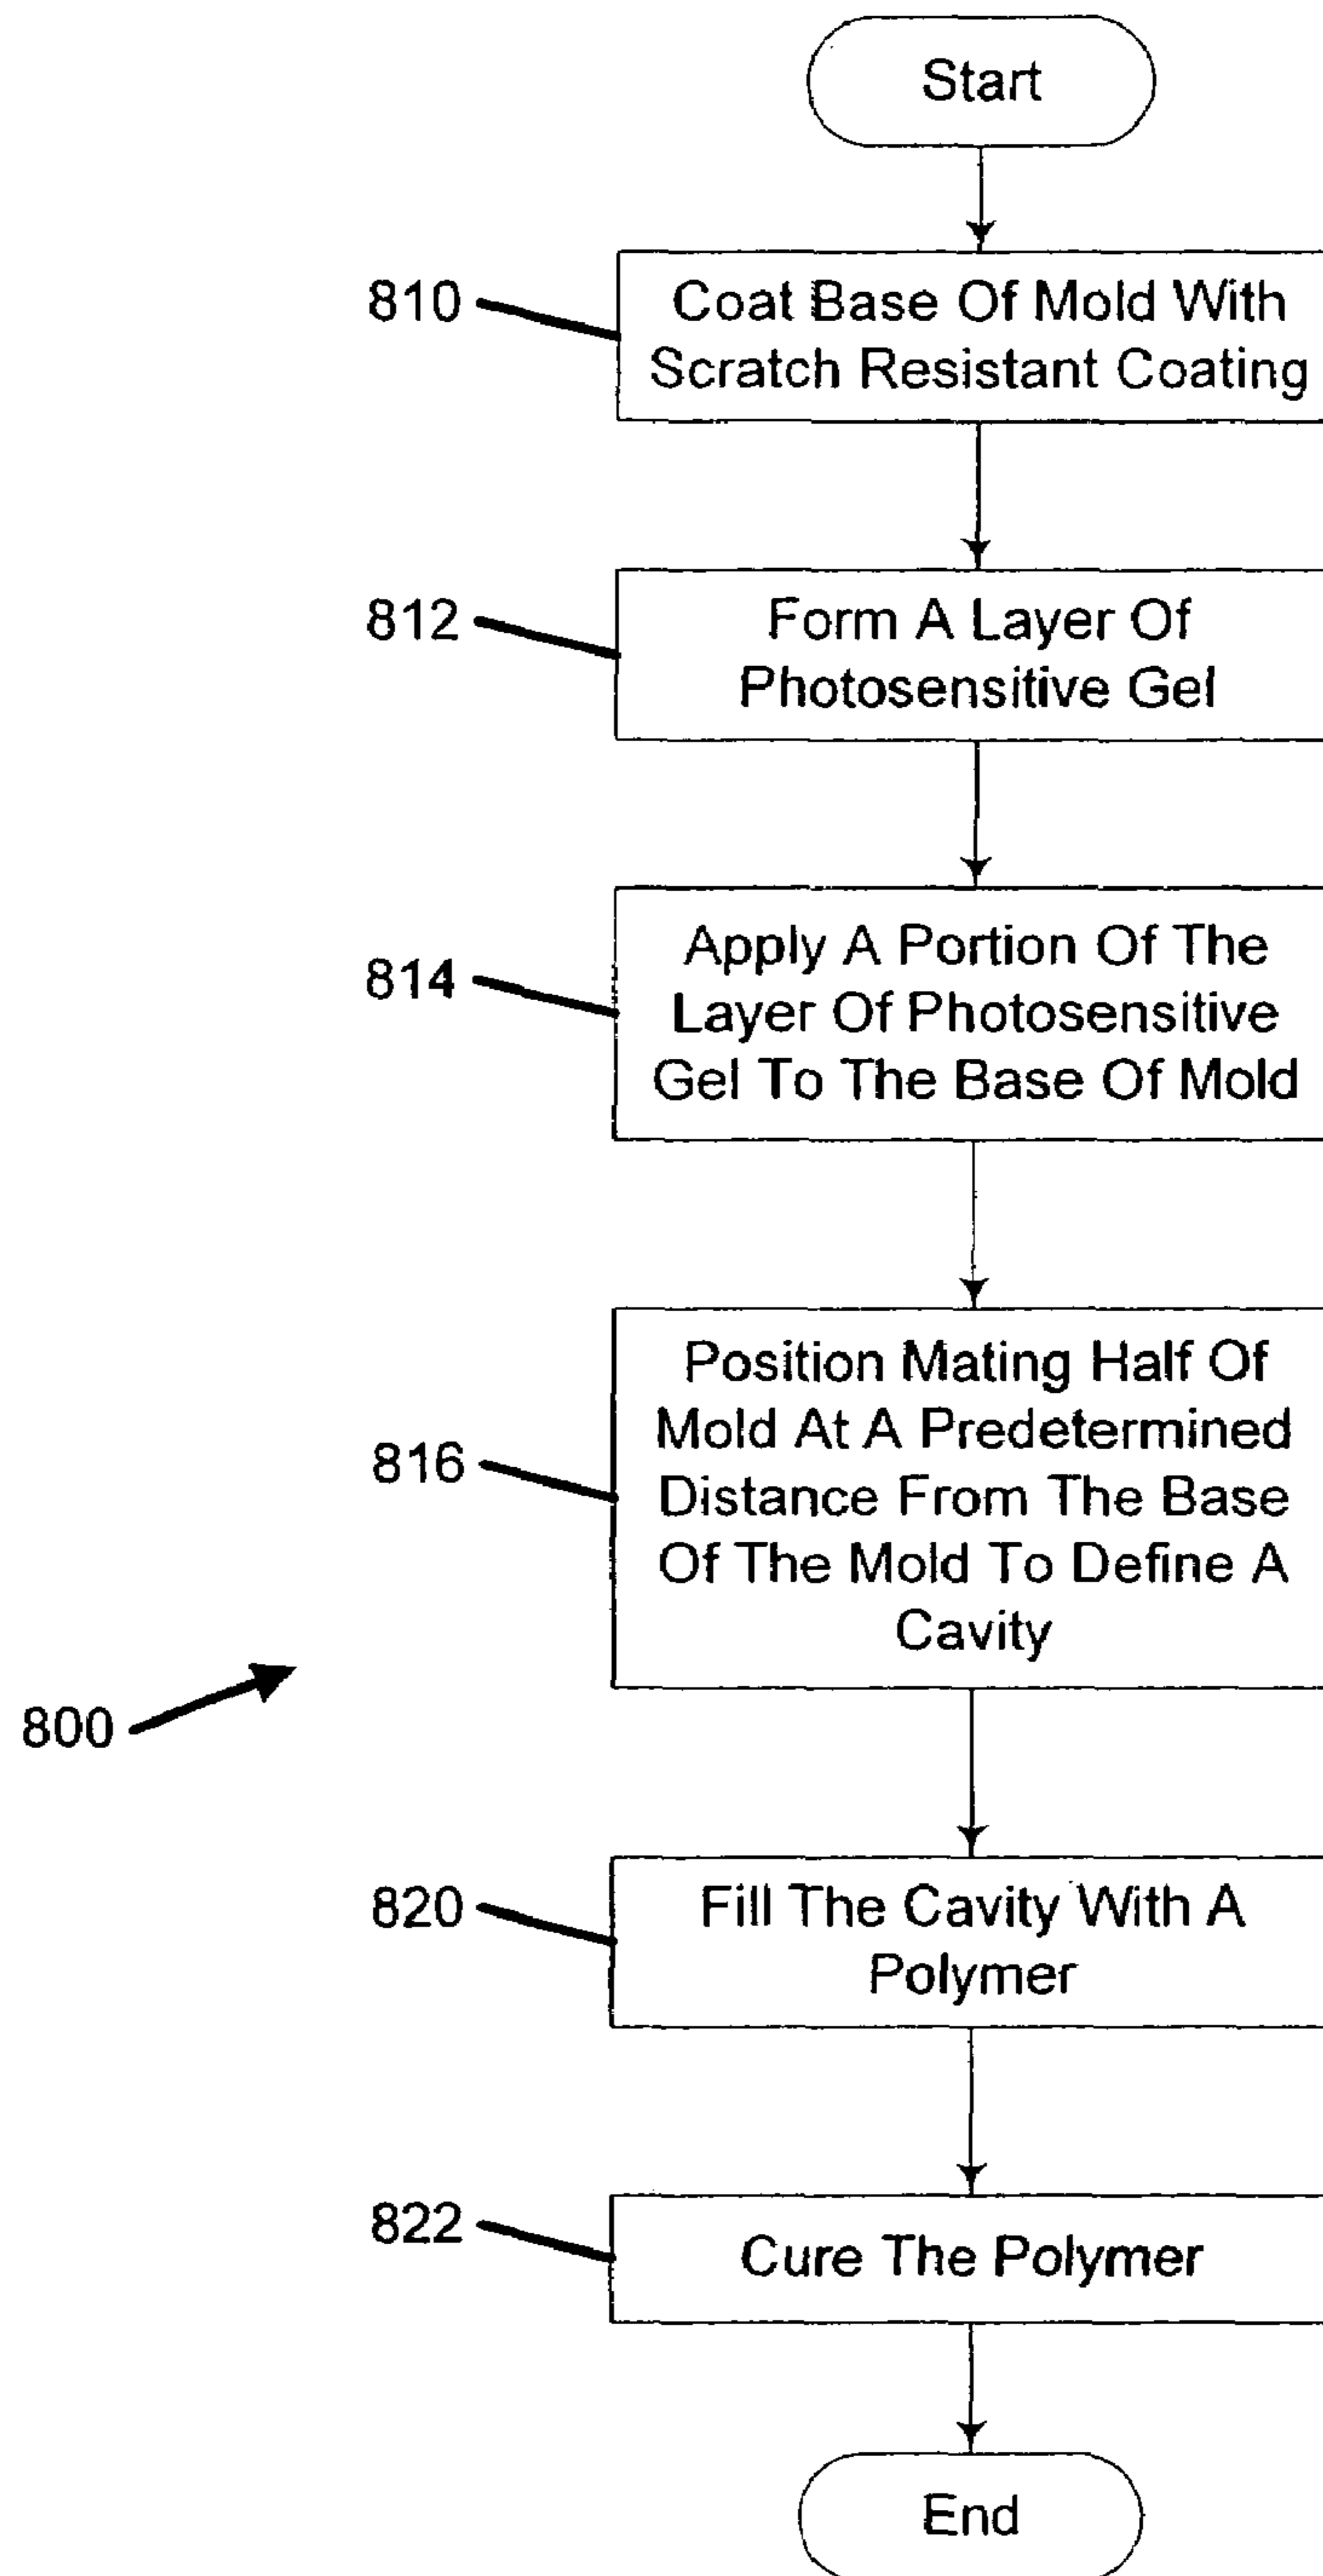 Start
810
Coat Base Of Mold With
Scratch Resistant Coating
812
Form A Layer Of
Photosensitive Gel
814
Apply A Portion Of The
Layer Of Photosensitive
Gel To The Base Of Mold
816
Position Mating Half Of
Mold At A Predetermined
Distance From The Base
Of The Mold To Define A
Cavity
800
820
Fill The Cavity With A
Polymer
822
Cure The Polymer
End